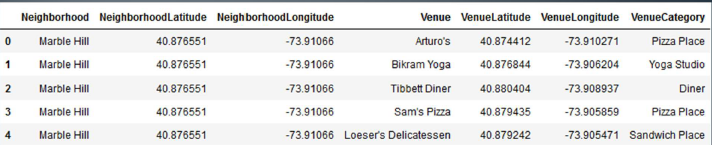 Neighborhood NeighborhoodLatitude NeighborhoodLongitude Venue VenueLatitude VenueLongitude VenueCategory
0 Marble Hill 40.876551 -73.91066 Arturo's 40.874412 -73.910271 Pizza Place
1 Marble Hill 40.876551 -73.91066 Bikram Yoga 40.876844 -73.906204 Yoga Studio
2 Marble Hill 40.876551 -73.91066 Tibbett Diner 40.880404 -73.908937 Diner
3 Marble Hill 40.876551 -73.91066 Sam's Pizza 40.879435 -73.905859 Pizza Place
4 Marble Hill 40.876551 -73.91066 Loeser's Delicatessen 40.879242 -73.905471 Sandwich Place